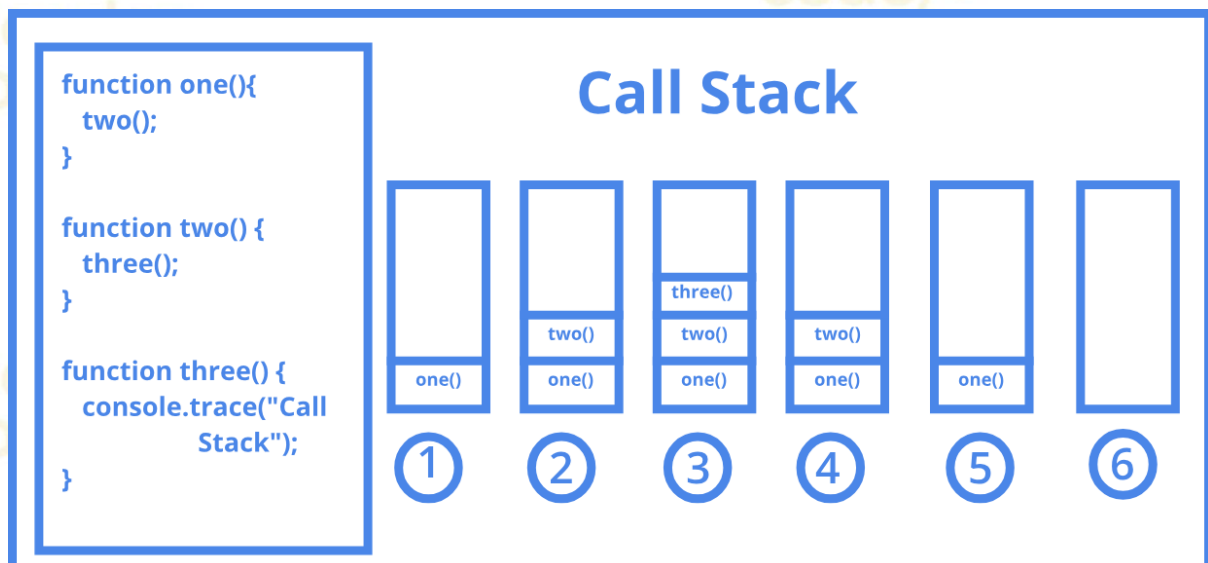 function one(){
two();
}
function two() {
three();
}
function three() {
console.trace("Call
Stack");
}
Call Stack
one()
two()
one()
three()
two()
one()
two()
one()
one()
1 2 3 4 5 6